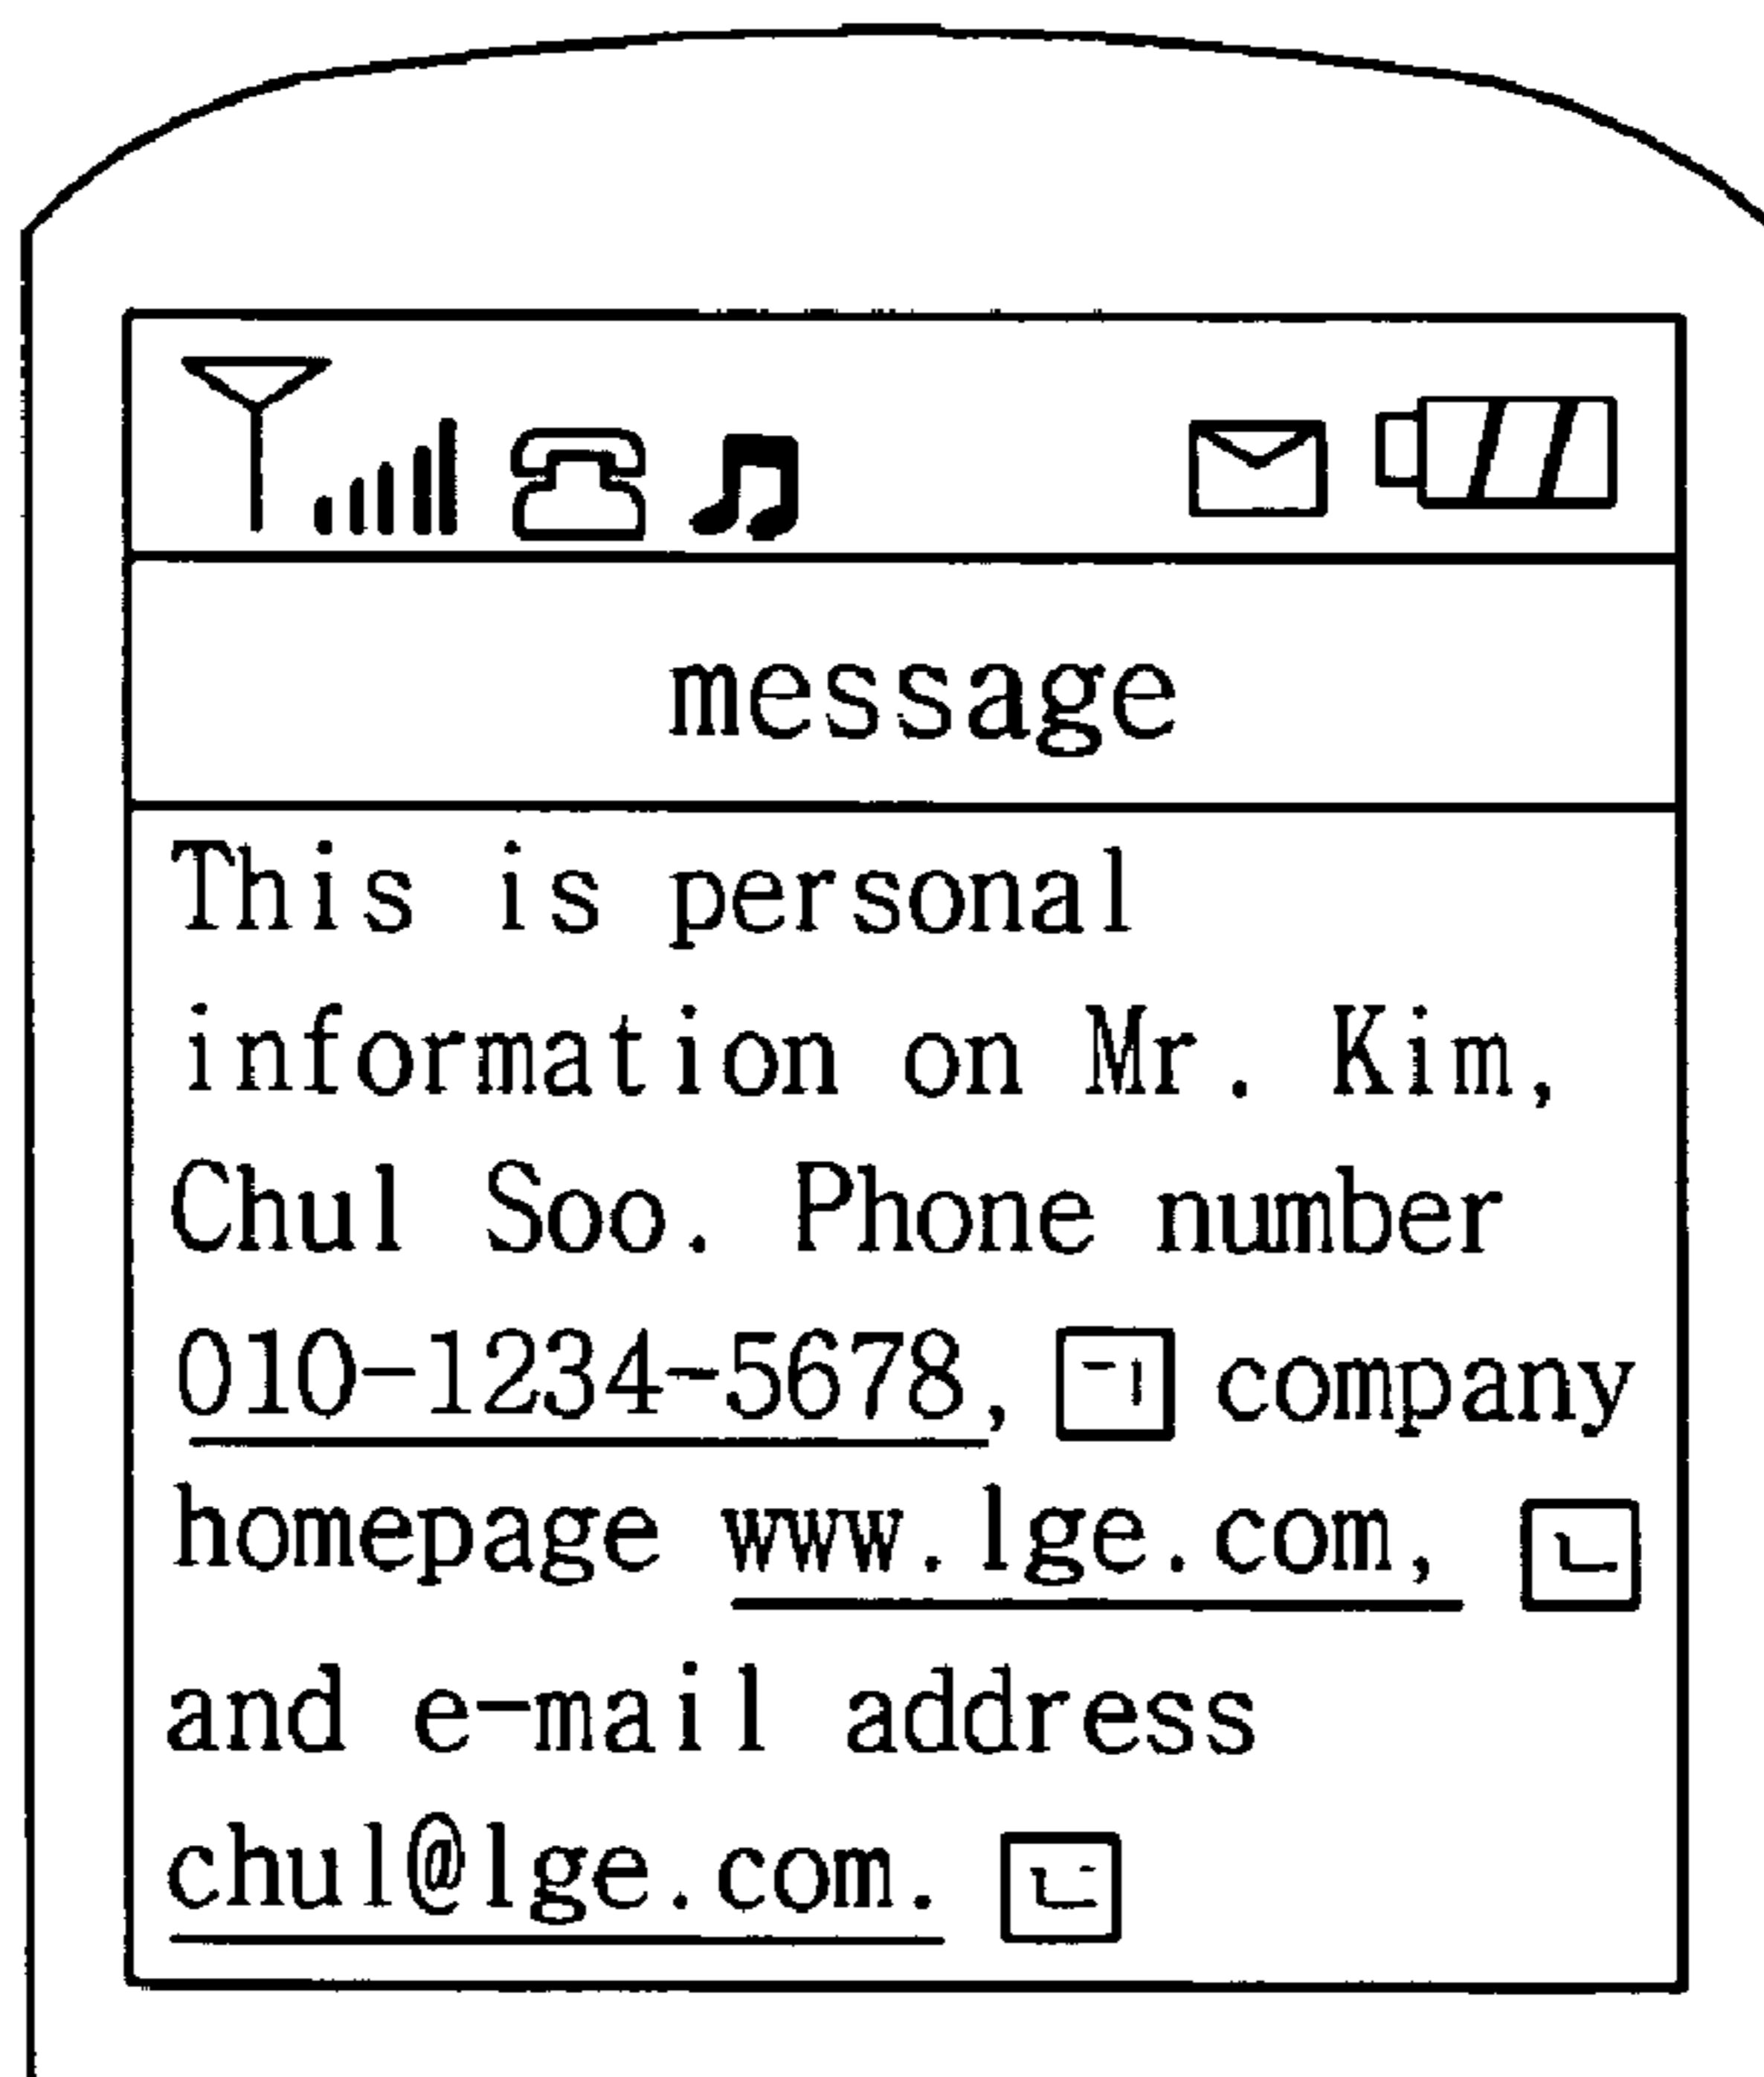 message
This is personal
information on Mr. Kim,
Chul Soo. Phone number
010-1234-5678, company
homepage www.lge.com,
and e-mail address
chul@lge.com.